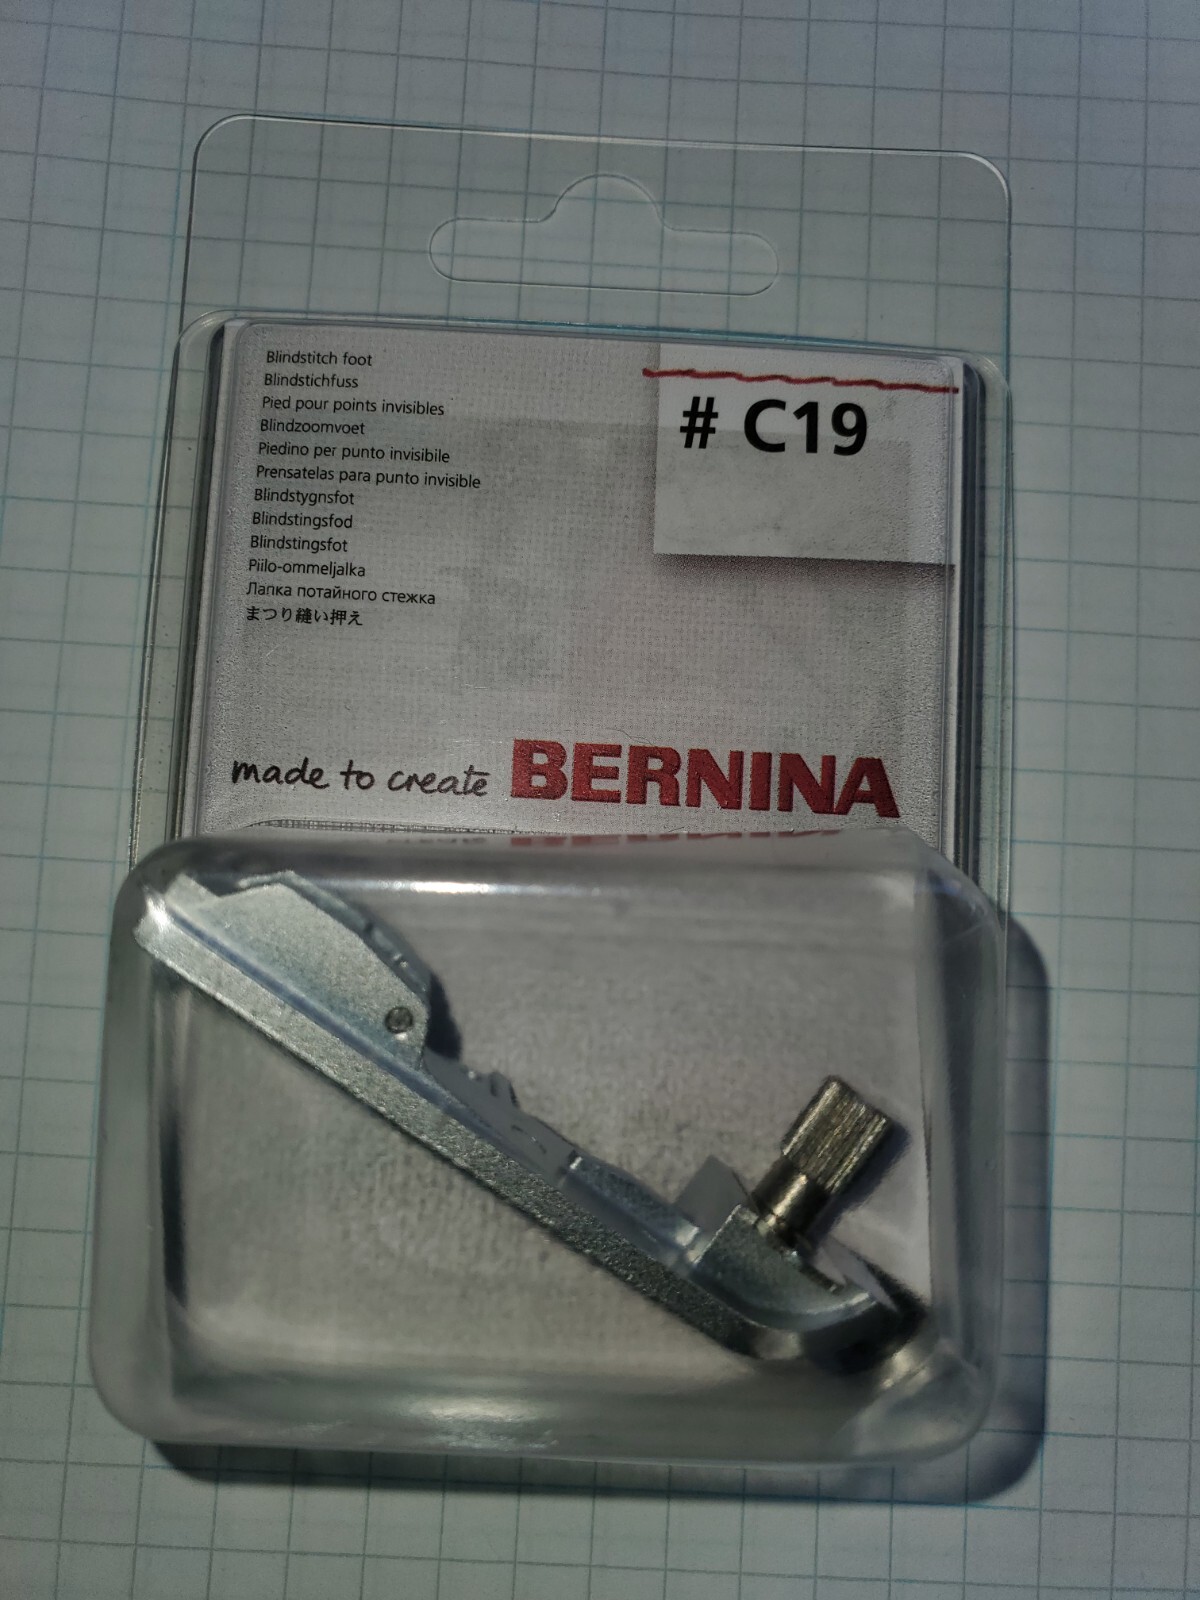 Blindstitch foot
Blindstichfuss
Pied pour points invisibles
Blindzoomvoet
Piedino per punto invisibile
Prensatelas para punto invisible
Blindstygnsfot
Blindstingsfod
Blindstingsfot
Piilo-ommeljalka
Лапка потайного стежка
まつり縫い押え
# C19
made to create BERNINA